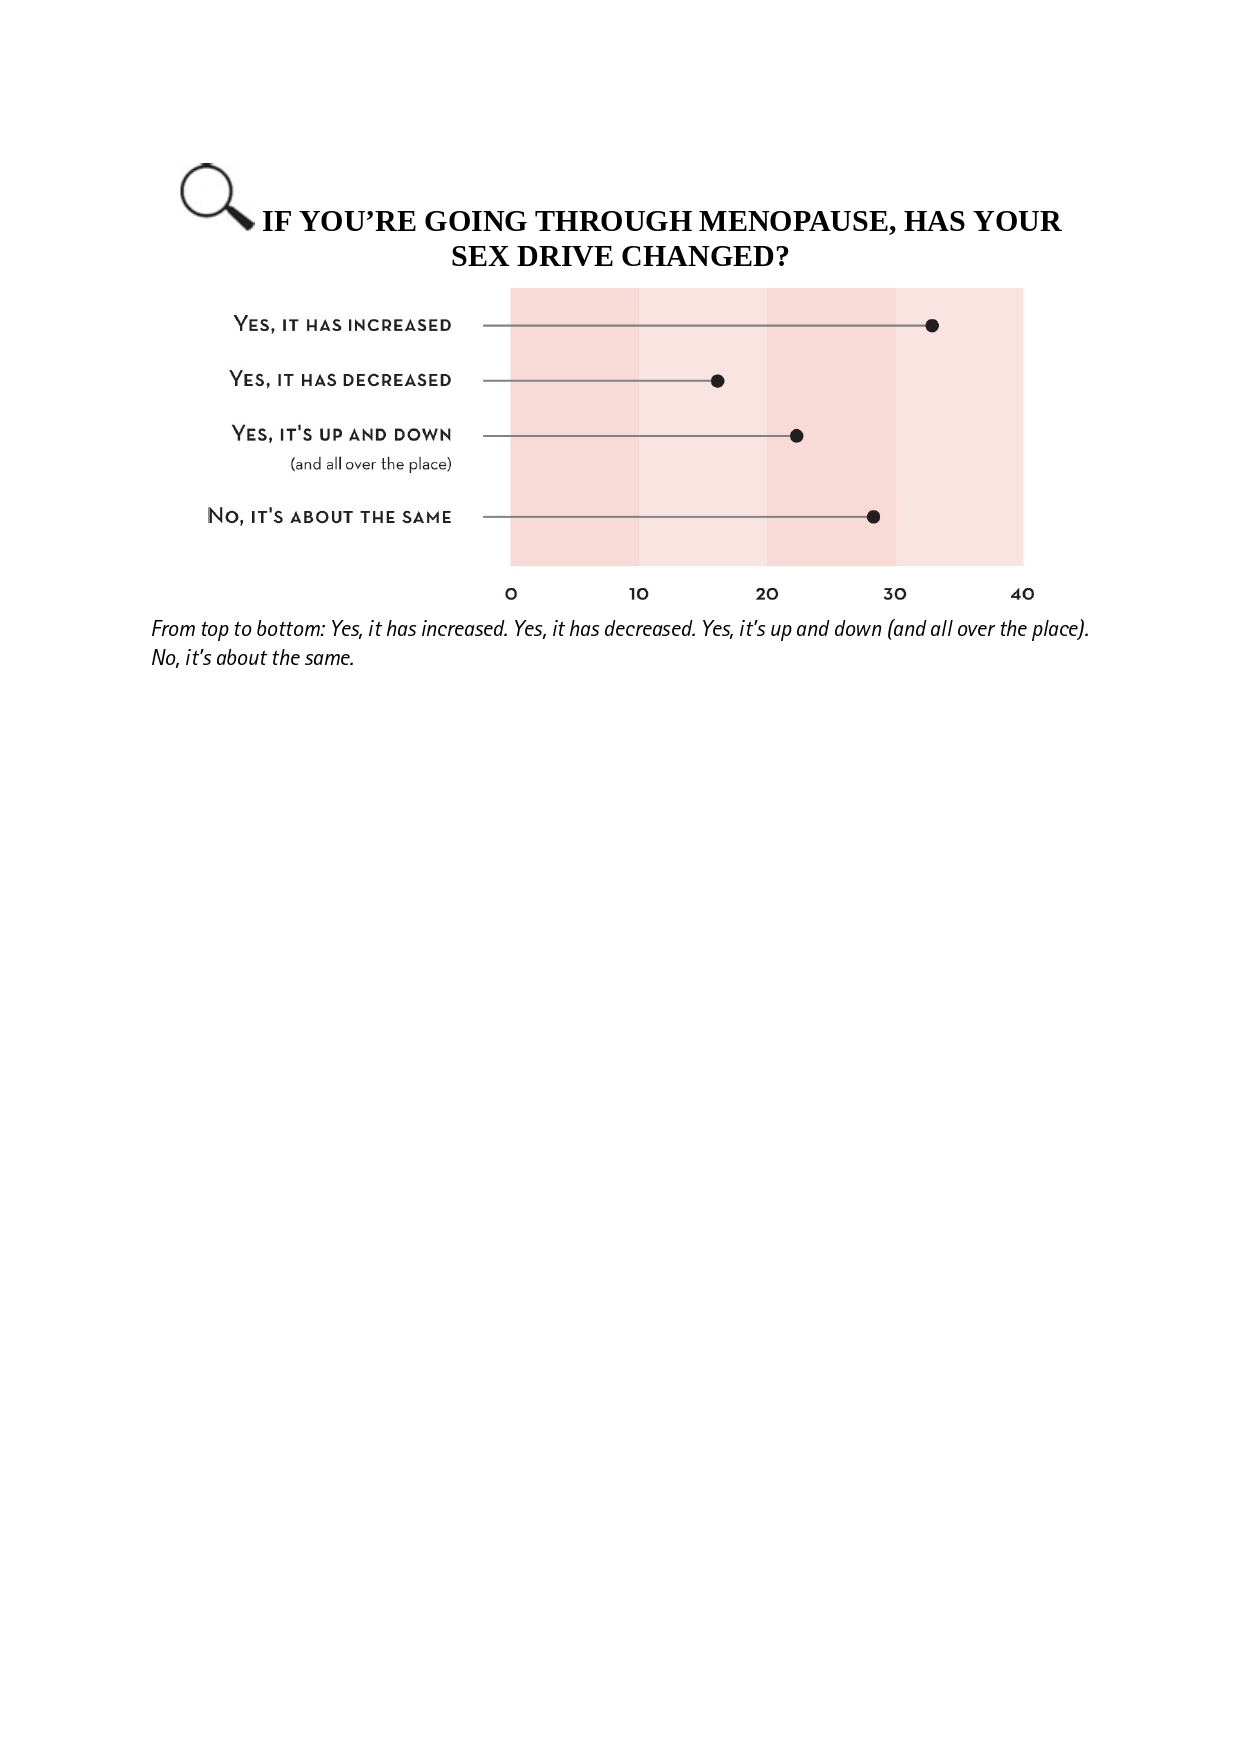 IF YOU’RE GOING THROUGH MENOPAUSE, HAS YOUR
SEX DRIVE CHANGED?
YES, IT HAS INCREASED
YES, IT HAS DECREASED
YES, IT'S UP AND DOWN
(and all over the place)
NO, IT'S ABOUT THE SAME
0 10 20 30 40
From top to bottom: Yes, it has increased. Yes, it has decreased. Yes, it’s up and down (and all over the place).
No, it’s about the same.